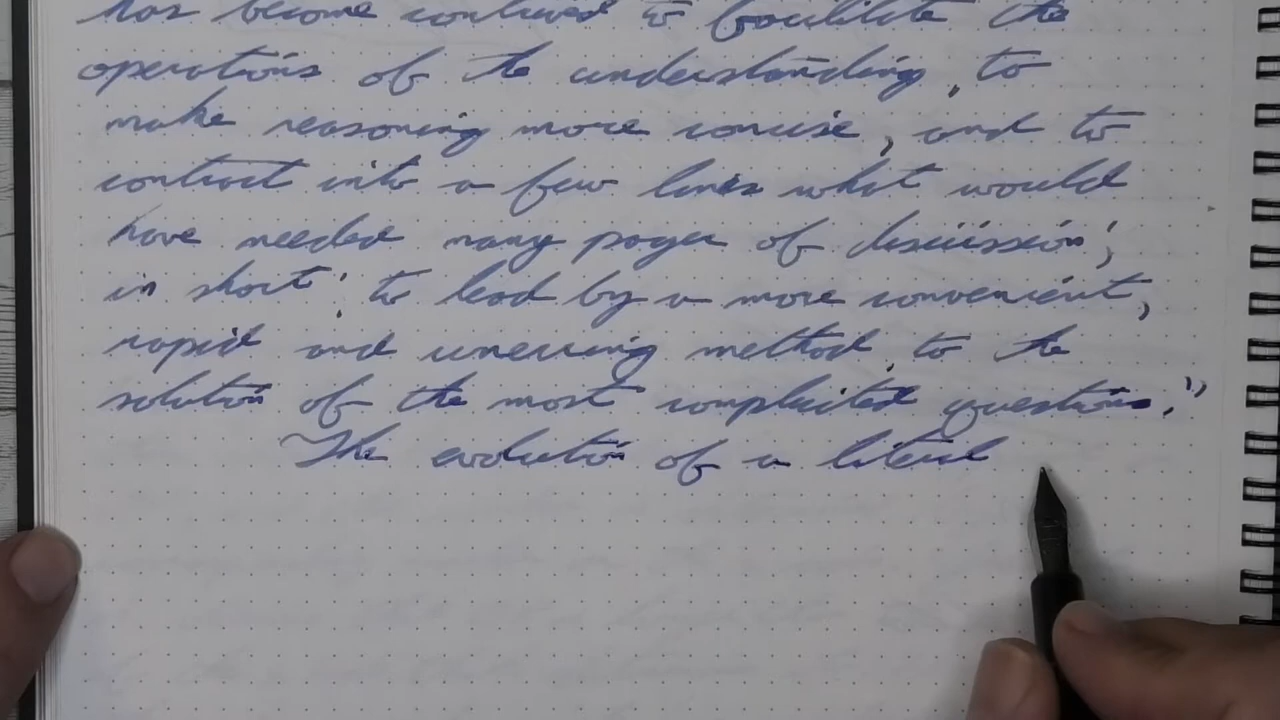 has become contrived to facilitate the
operations of the understanding, to
make reasoning more concise, and to
contract into a few lines what would
have needed many pages of discussion;
in short: to lead by a more convenient,
rapid and unerring method, to the
solution of the most complicated questions."
The evolution of a literal